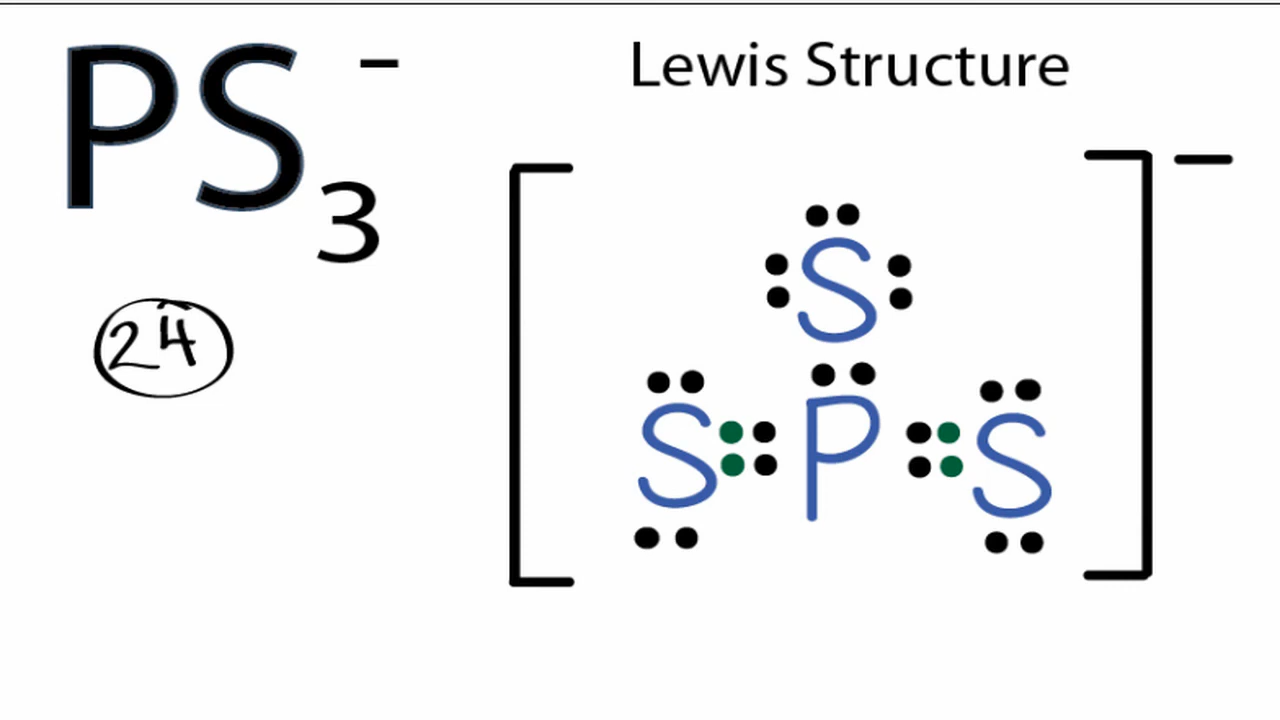 PS₃⁻
Lewis Structure
24
S
S P S
−